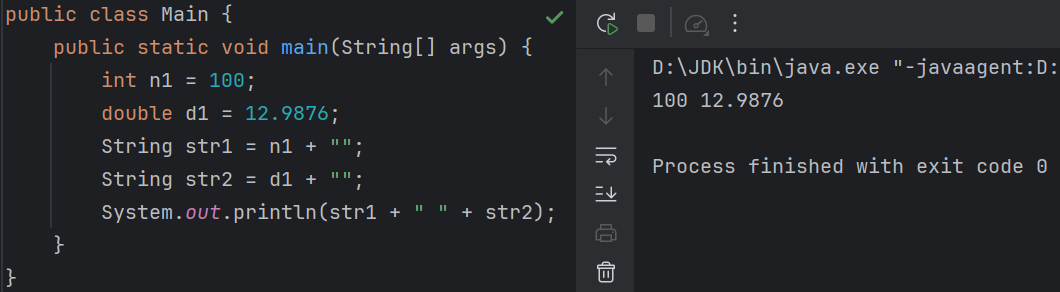 public class Main {
    public static void main(String[] args) {
        int n1 = 100;
        double d1 = 12.9876;
        String str1 = n1 + "";
        String str2 = d1 + "";
        System.out.println(str1 + " " + str2);
    }
}
D:\JDK\bin\java.exe "-javaagent:D:
100 12.9876
Process finished with exit code 0